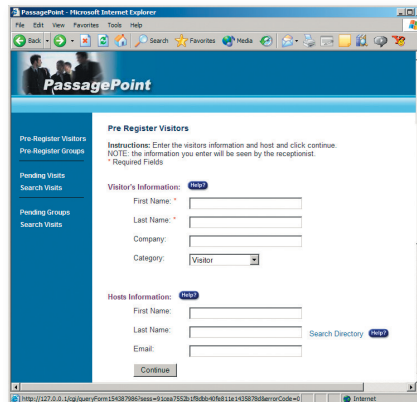 PassagePoint - Microsoft Internet Explorer
File Edit View Favorites Tools Help
Back Search Favorites Media
PassagePoint
Pre-Register Visitors
Pre-Register Groups
Pending Visits
Search Visits
Pending Groups
Search Visits
Pre Register Visitors
Instructions: Enter the visitors information and host and click continue.
NOTE: the information you enter will be seen by the receptionist.
* Required Fields
Visitor's Information: Help?
First Name: *
Last Name: *
Company:
Category: Visitor
Hosts Information: Help?
First Name:
Last Name: Search Directory Help?
Email:
Continue
Internet